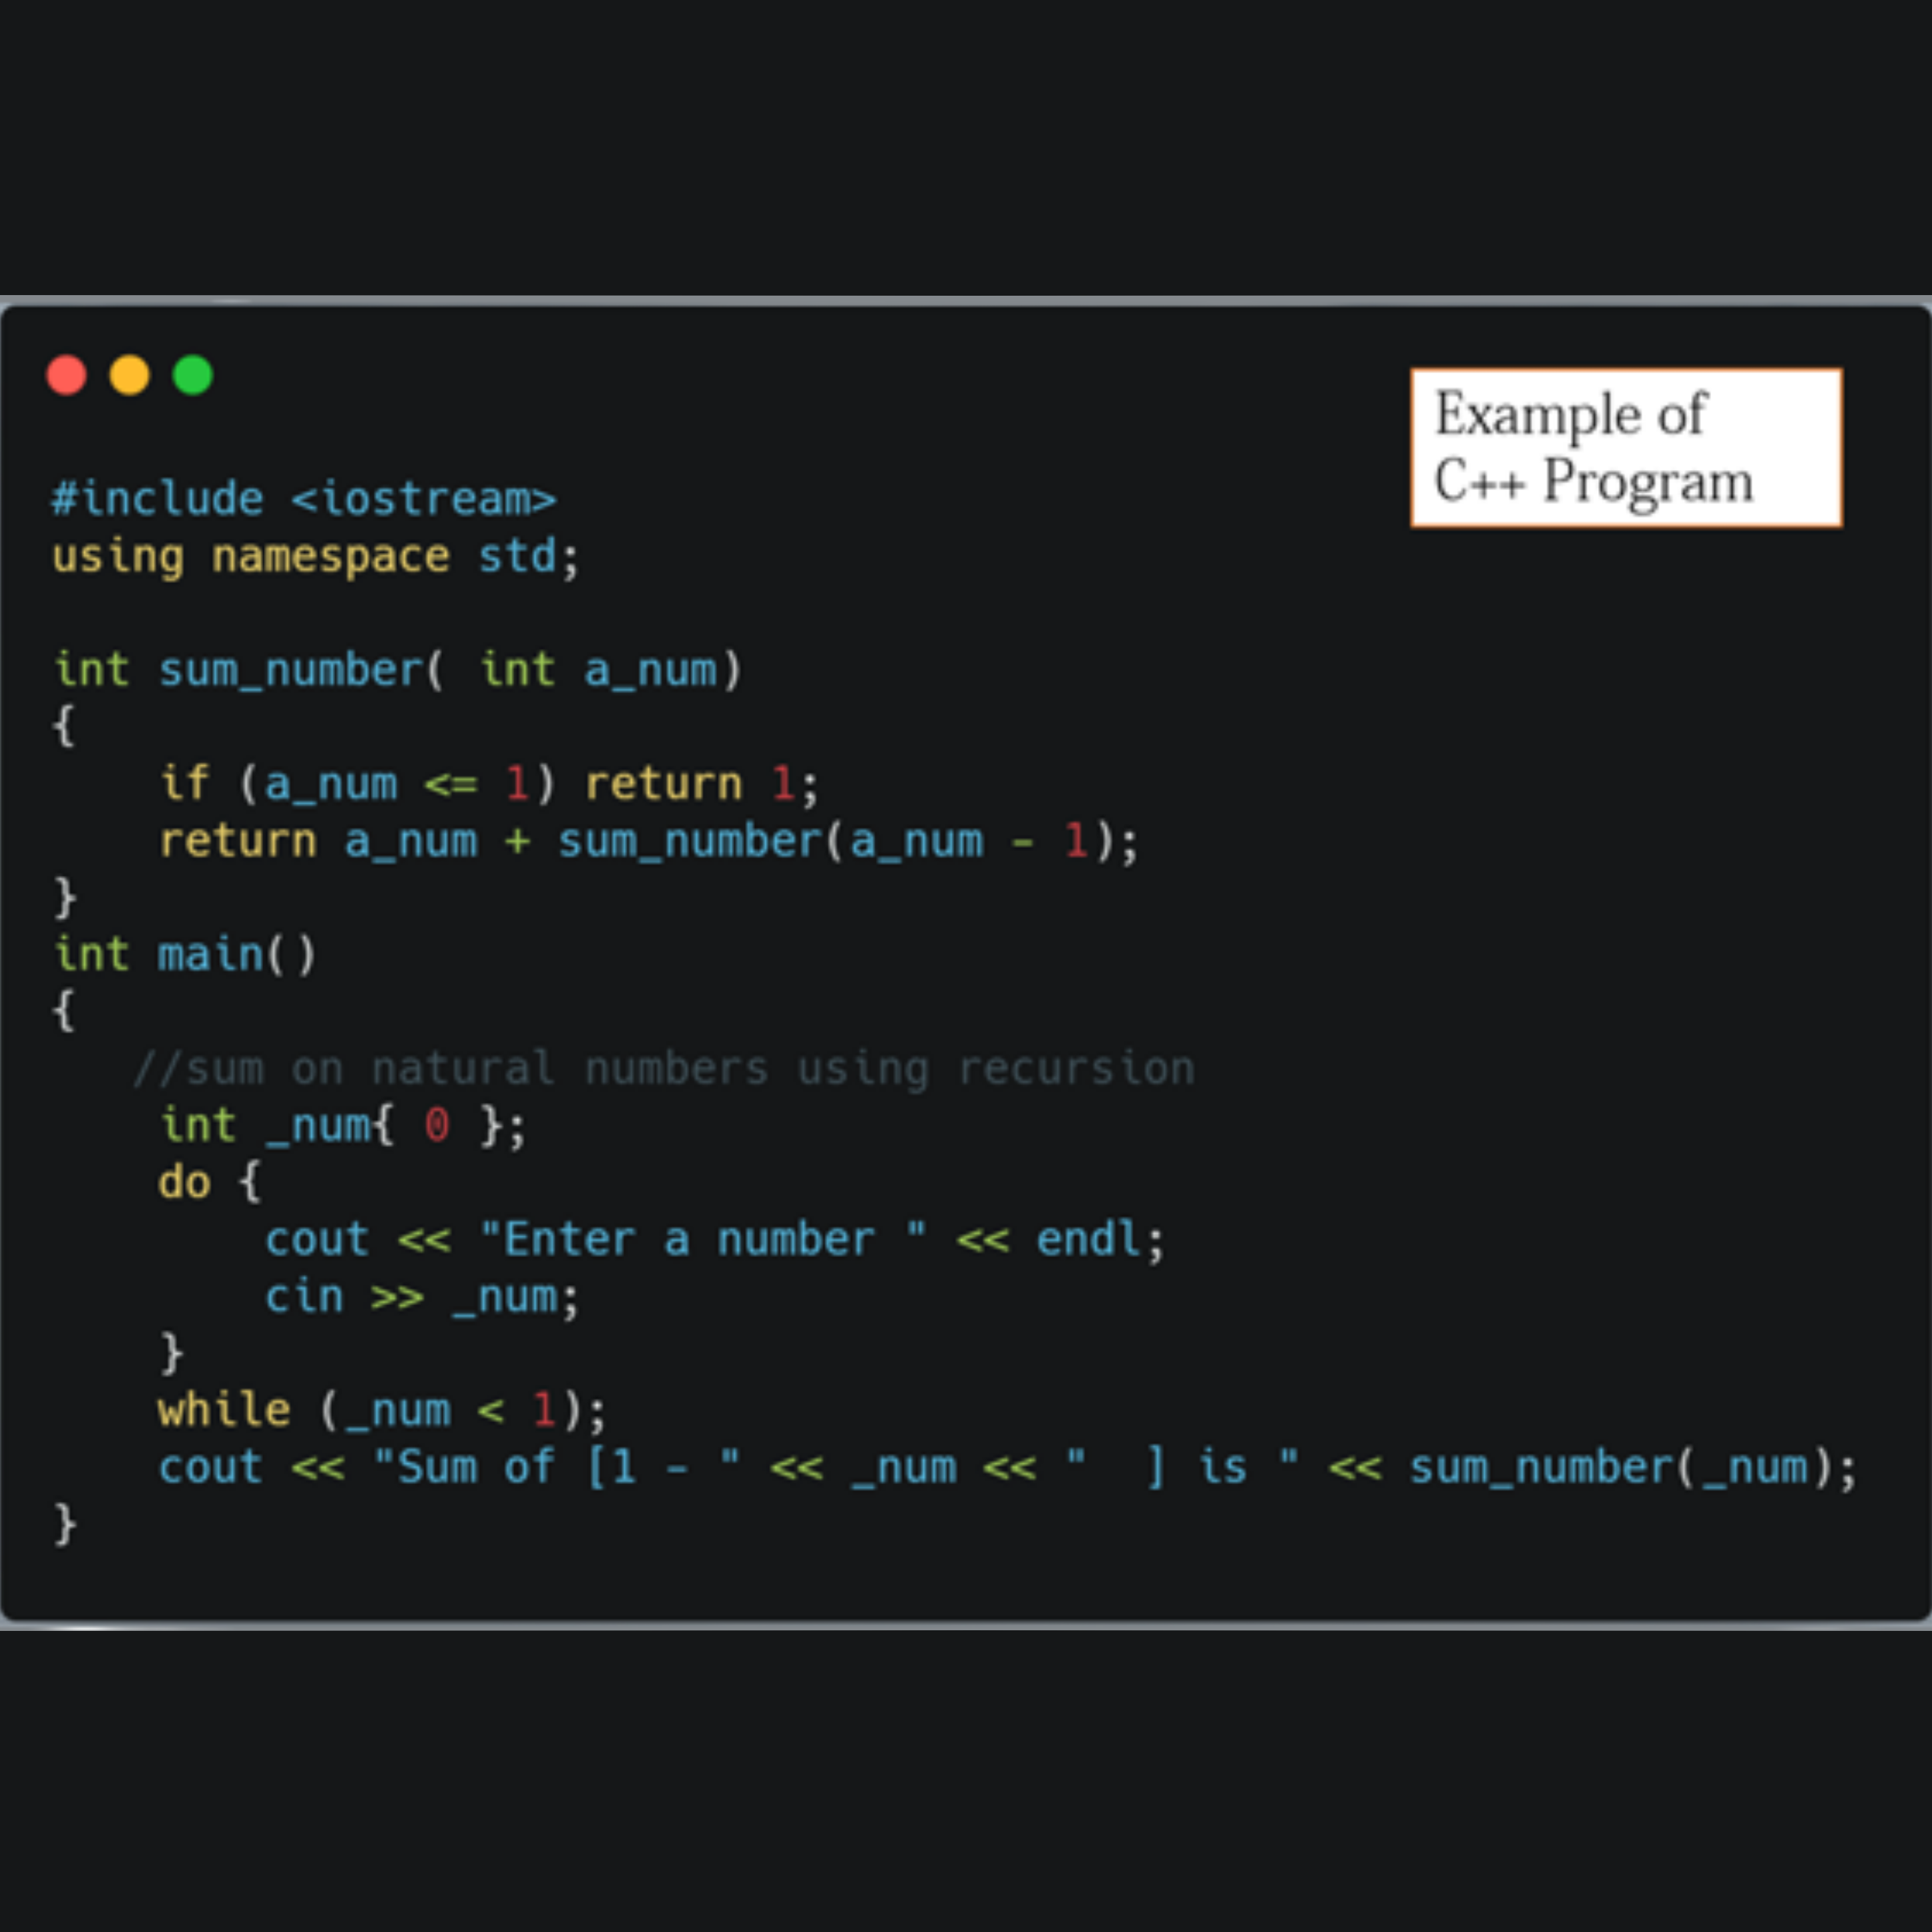 Example of
C++ Program
#include <iostream>
using namespace std;
int sum_number( int a_num)
{
    if (a_num <= 1) return 1;
    return a_num + sum_number(a_num - 1);
}
int main()
{
   //sum on natural numbers using recursion
    int _num{ 0 };
    do {
        cout << "Enter a number " << endl;
        cin >> _num;
    }
    while (_num < 1);
    cout << "Sum of [1 - " << _num << "  ] is " << sum_number(_num);
}